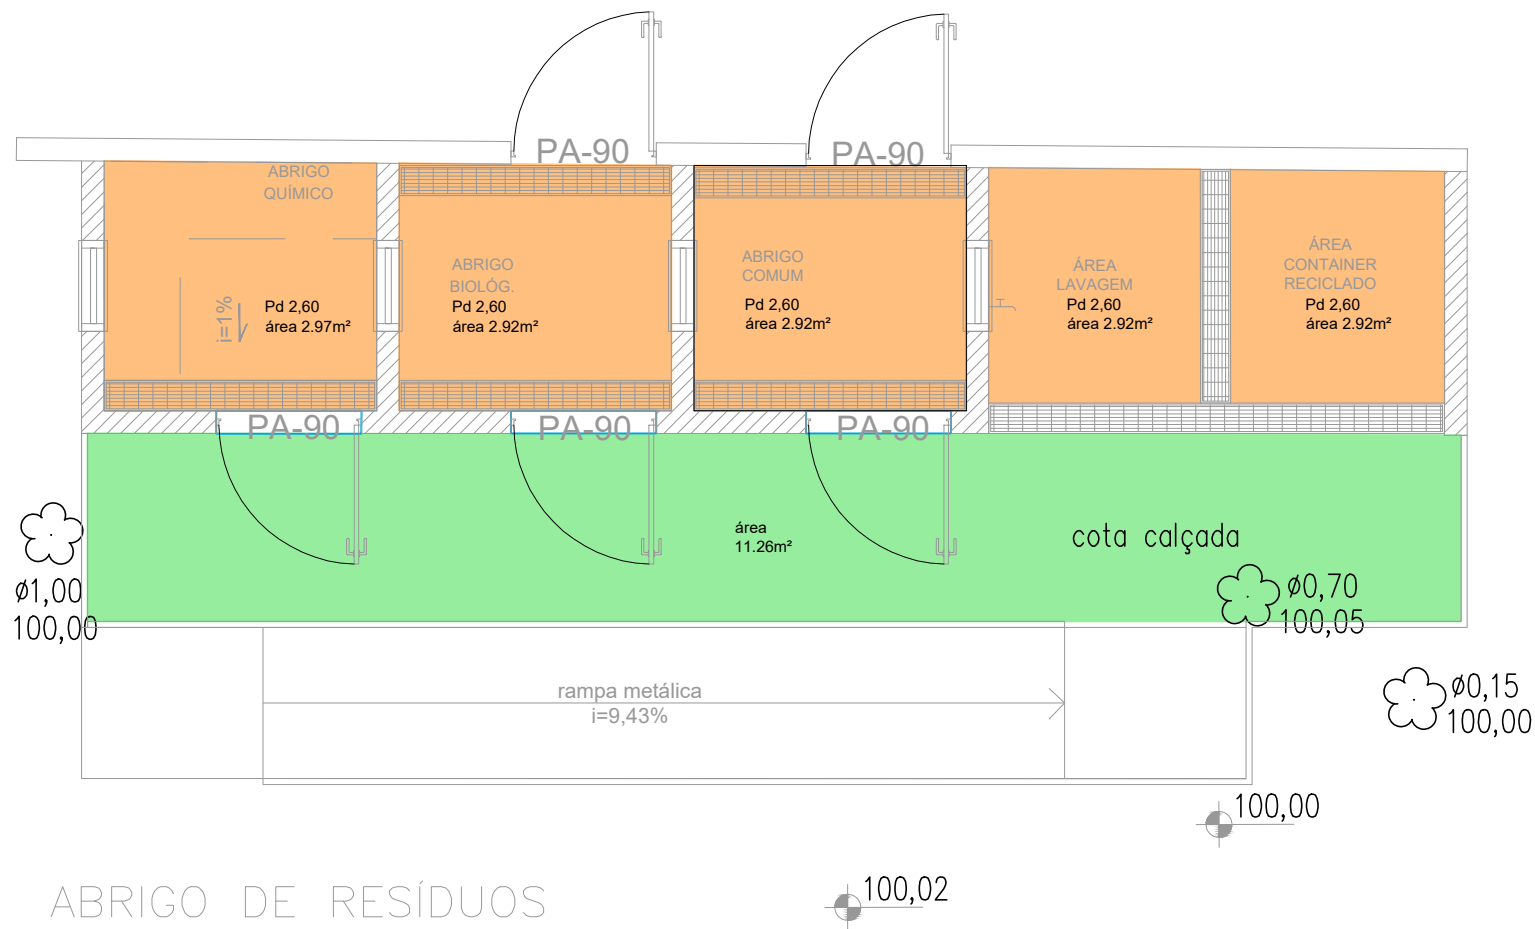 PA-90
PA-90
ABRIGO
QUÍMICO
i=1%
Pd 2,60
área 2.97m²
ABRIGO
BIOLÓG.
Pd 2,60
área 2.92m²
ABRIGO
COMUM
Pd 2,60
área 2.92m²
ÁREA
LAVAGEM
Pd 2,60
área 2.92m²
ÁREA
CONTAINER
RECICLADO
Pd 2,60
área 2.92m²
PA-90
PA-90
PA-90
área
11.26m²
cota calçada
ø1,00
100,00
ø0,70
100,05
rampa metálica
i=9,43%
ø0,15
100,00
100,00
100,02
ABRIGO DE RESÍDUOS